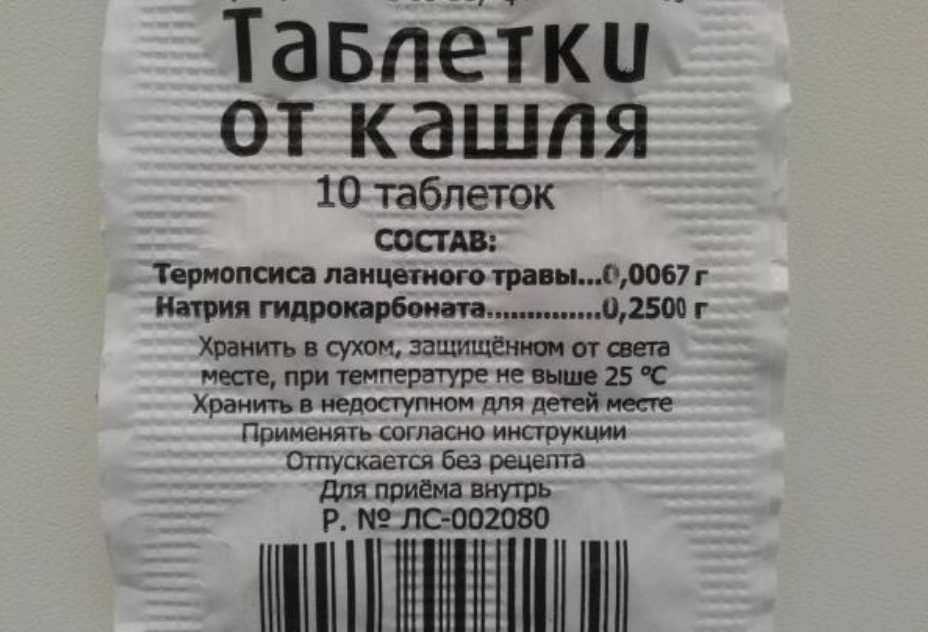 Таблетки
от кашля
10 таблеток
СОСТАВ:
Термопсиса ланцетного травы...0,0067 г
Натрия гидрокарбоната..............0,2500 г
Хранить в сухом, защищённом от света
месте, при температуре не выше 25 °С
Хранить в недоступном для детей месте
Применять согласно инструкции
Отпускается без рецепта
Для приёма внутрь
Р. № ЛС-002080